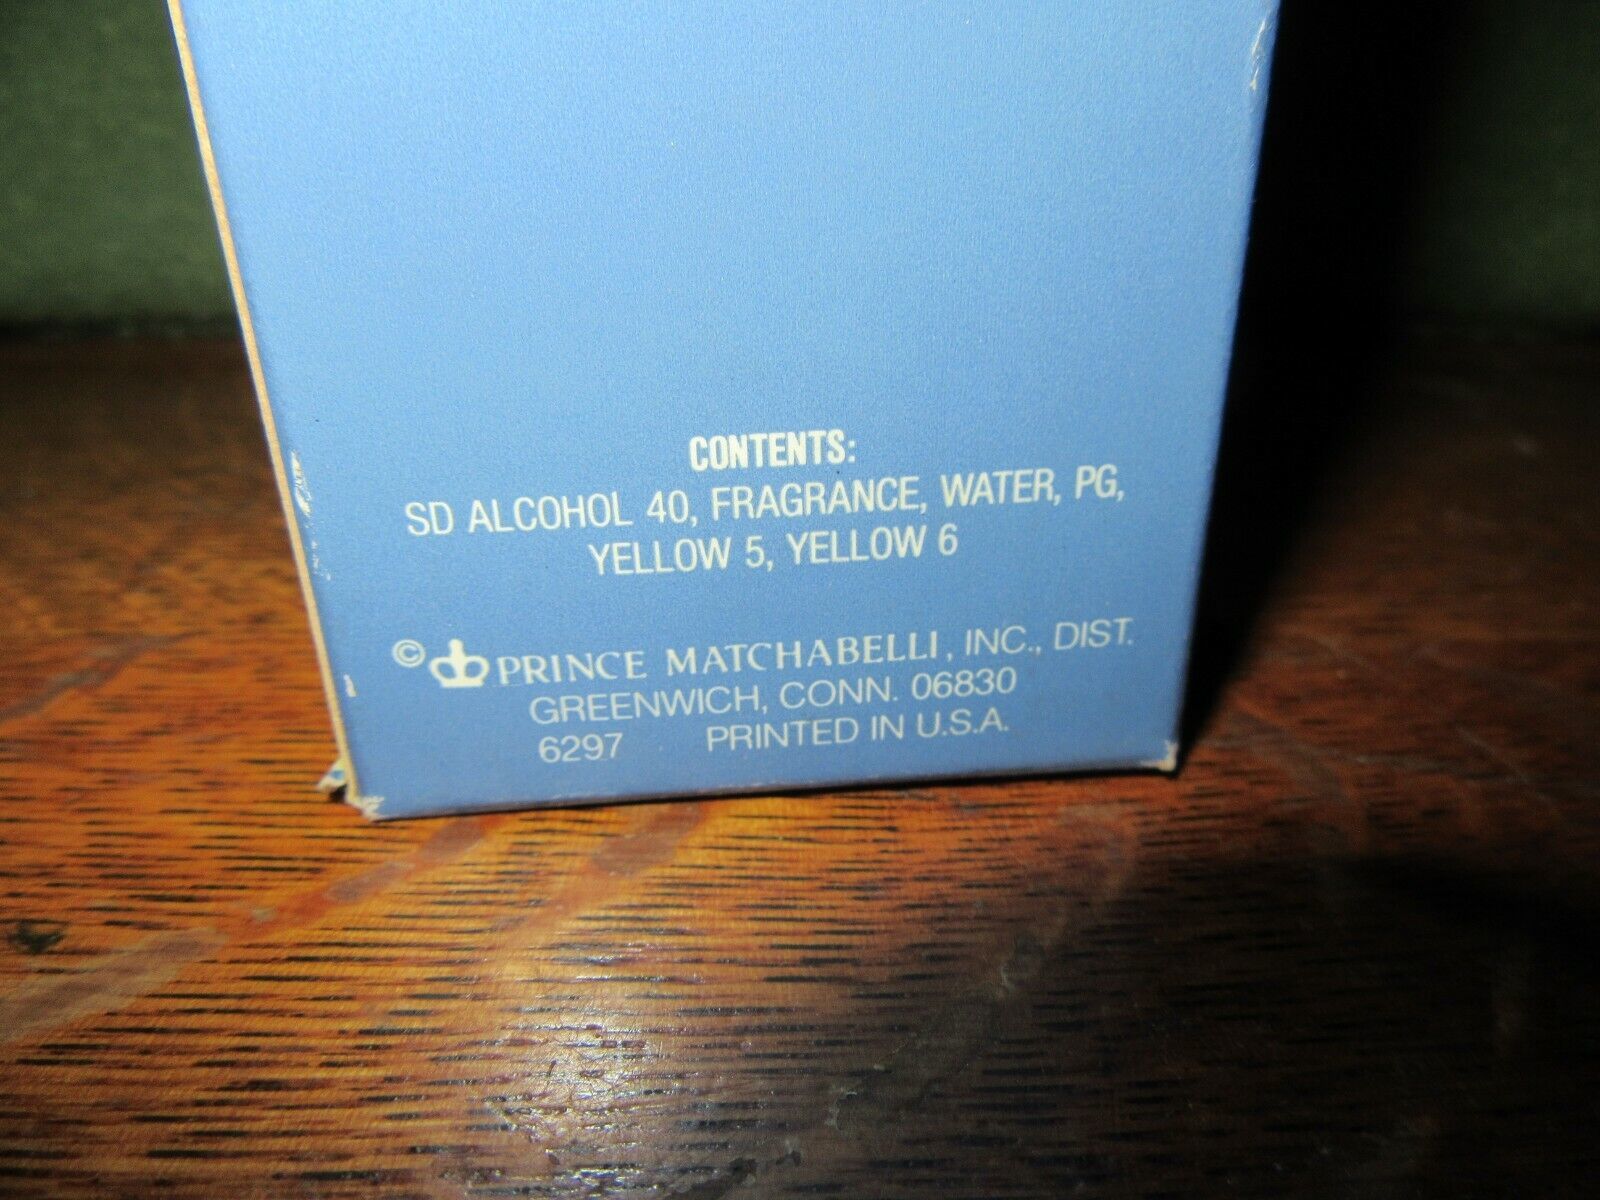 CONTENTS:
SD ALCOHOL 40, FRAGRANCE, WATER, PG,
YELLOW 5, YELLOW 6
© PRINCE MATCHABELLI, INC., DIST.
GREENWICH, CONN. 06830
6297 PRINTED IN U.S.A.